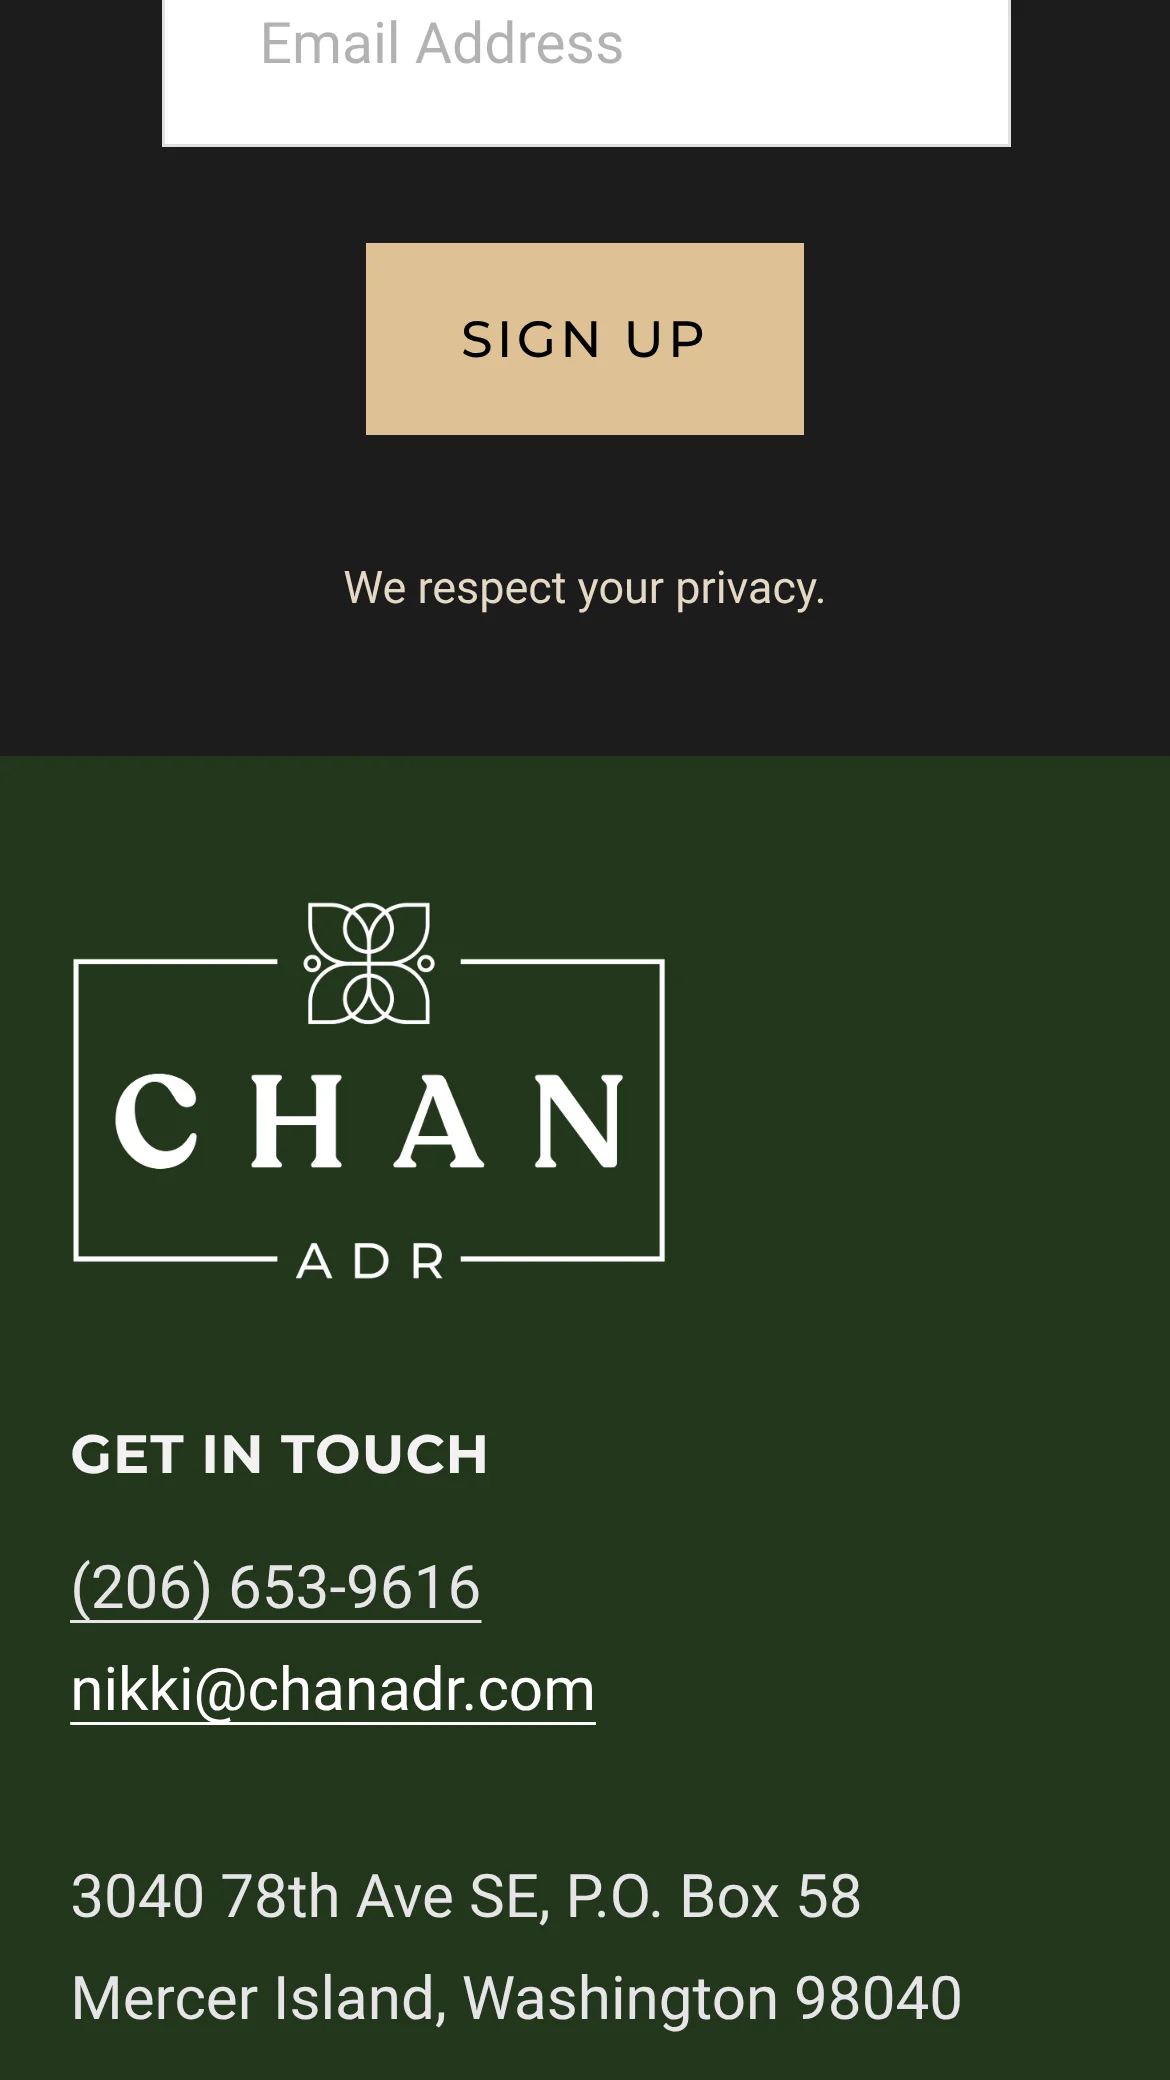 Email Address
SIGN UP
We respect your privacy.
CHAN
ADR
GET IN TOUCH
(206) 653-9616
nikki@chanadr.com
3040 78th Ave SE, P.O. Box 58
Mercer Island, Washington 98040